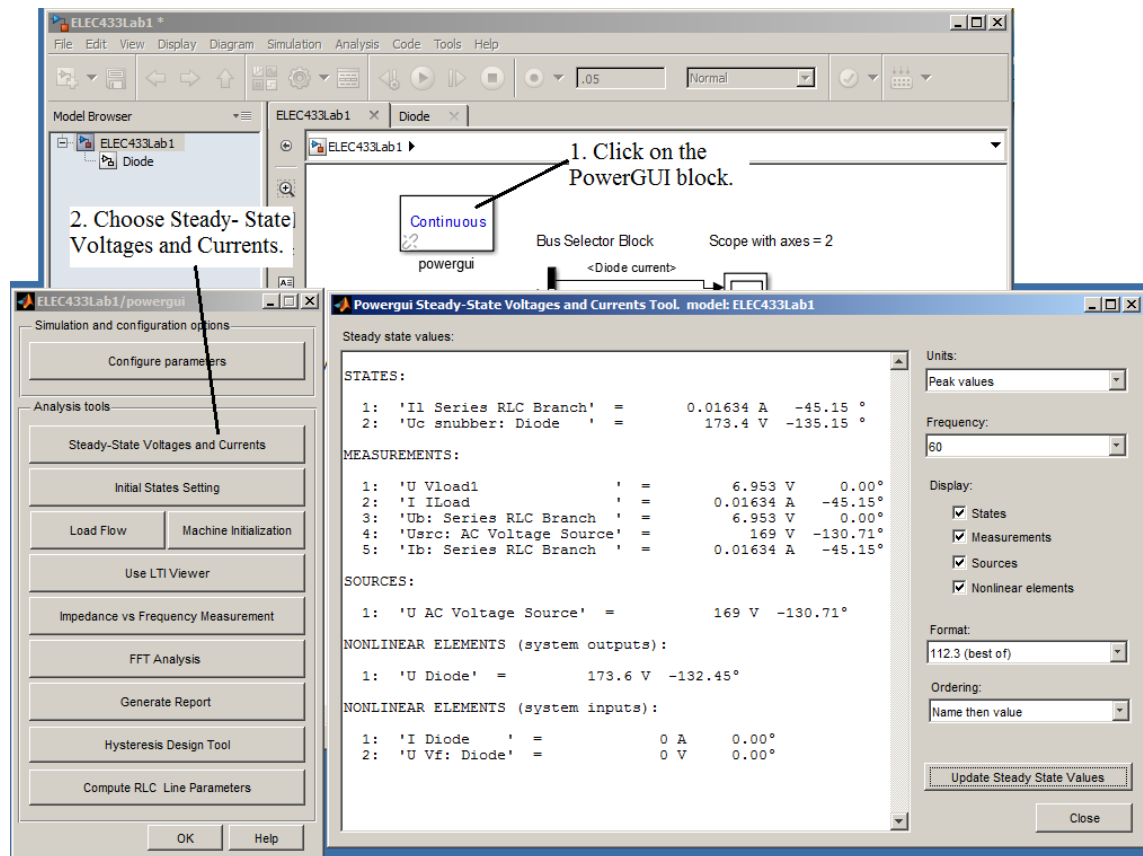 ELEC433Lab1 *
File Edit View Display Diagram Simulation Analysis Code Tools Help
.05
Normal
Model Browser
ELEC433Lab1
Diode
ELEC433Lab1
Diode
ELEC433Lab1
1. Click on the
PowerGUI block.
2. Choose Steady- State
Voltages and Currents.
Continuous
powergui
Bus Selector Block
Scope with axes = 2
<Diode current>
ELEC433Lab1/powergui
Simulation and configuration options
Configure parameters
Analysis tools
Steady-State Voltages and Currents
Initial States Setting
Load Flow
Machine Initialization
Use LTI Viewer
Impedance vs Frequency Measurement
FFT Analysis
Generate Report
Hysteresis Design Tool
Compute RLC Line Parameters
OK
Help
Powergui Steady-State Voltages and Currents Tool. model: ELEC433Lab1
Steady state values:
STATES:
1: 'Il Series RLC Branch' = 0.01634 A -45.15 °
2: 'Uc snubber: Diode ' = 173.4 V -135.15 °
MEASUREMENTS:
1: 'U Vload1 ' = 6.953 V 0.00°
2: 'I ILoad ' = 0.01634 A -45.15°
3: 'Ub: Series RLC Branch ' = 6.953 V 0.00°
4: 'Usrc: AC Voltage Source' = 169 V -130.71°
5: 'Ib: Series RLC Branch ' = 0.01634 A -45.15°
SOURCES:
1: 'U AC Voltage Source' = 169 V -130.71°
NONLINEAR ELEMENTS (system outputs):
1: 'U Diode' = 173.6 V -132.45°
NONLINEAR ELEMENTS (system inputs):
1: 'I Diode ' = 0 A 0.00°
2: 'U Vf: Diode' = 0 V 0.00°
Units:
Peak values
Frequency:
60
Display:
States
Measurements
Sources
Nonlinear elements
Format:
112.3 (best of)
Ordering:
Name then value
Update Steady State Values
Close